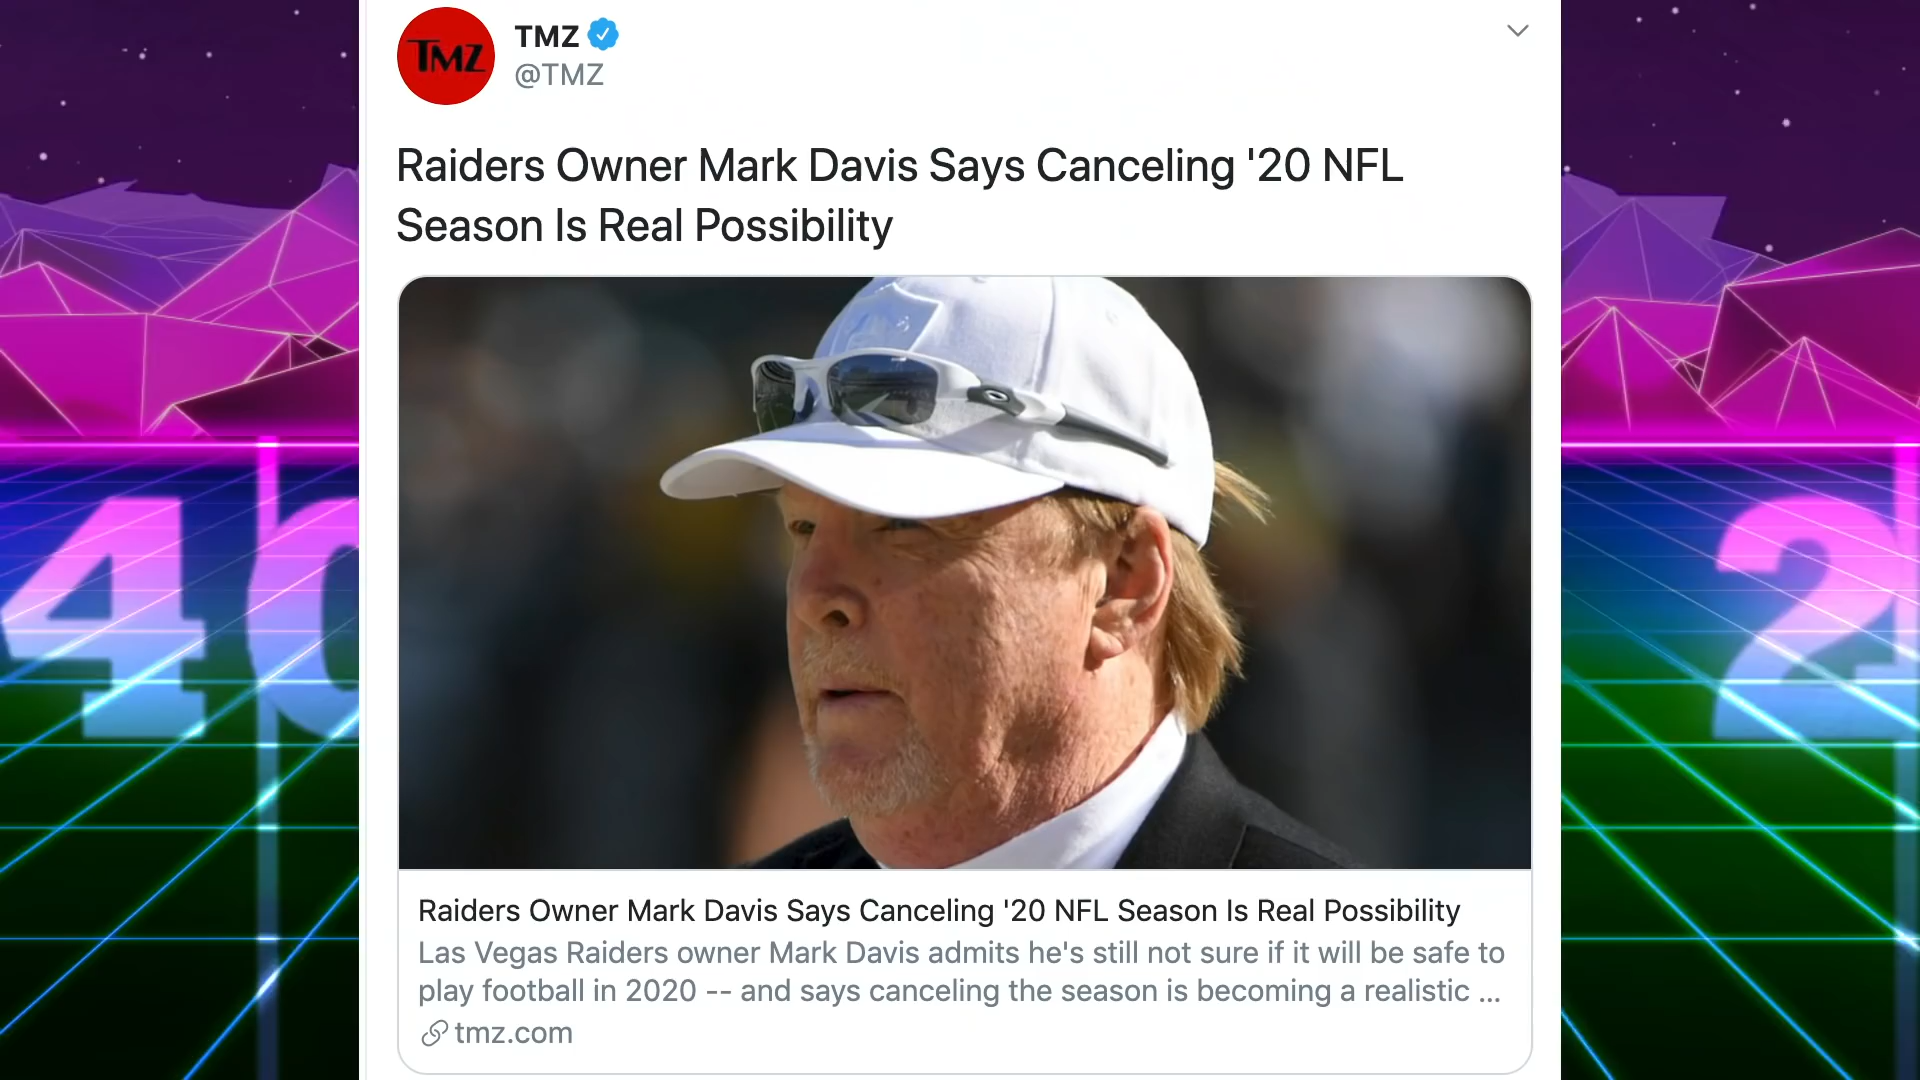 TMZ
TMZ
@TMZ
Raiders Owner Mark Davis Says Canceling '20 NFL
Season Is Real Possibility
40
2
Raiders Owner Mark Davis Says Canceling '20 NFL Season Is Real Possibility
Las Vegas Raiders owner Mark Davis admits he's still not sure if it will be safe to
play football in 2020 -- and says canceling the season is becoming a realistic ...
tmz.com